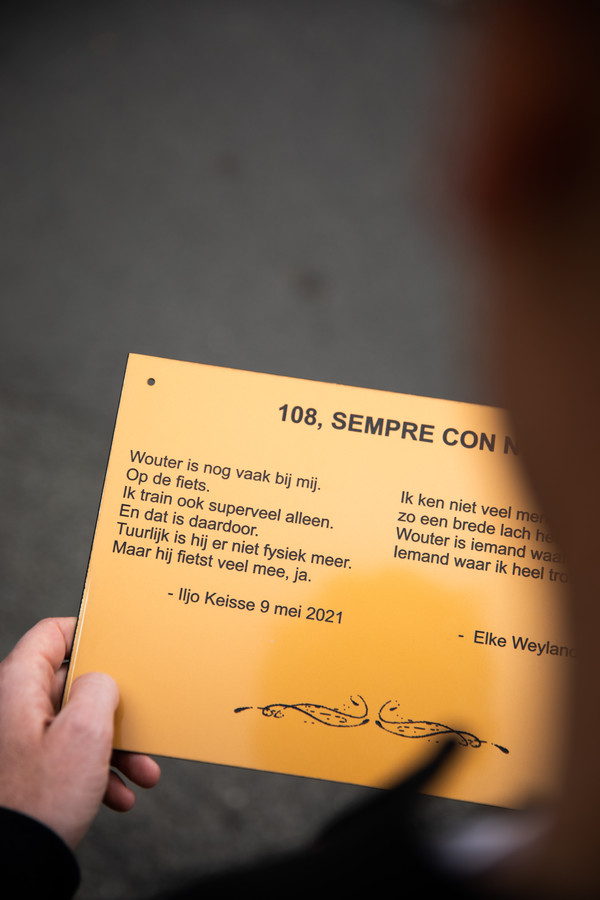 108, SEMPRE CON N
Wouter is nog vaak bij mij.
Op de fiets.
Ik train ook superveel alleen.
En dat is daardoor.
Tuurlijk is hij er niet fysiek meer.
Maar hij fietst veel mee, ja.
- Iljo Keisse 9 mei 2021
Ik ken niet veel
zo een brede lach
Wouter is iemand
Iemand waar ik heel
- Elke Weyland